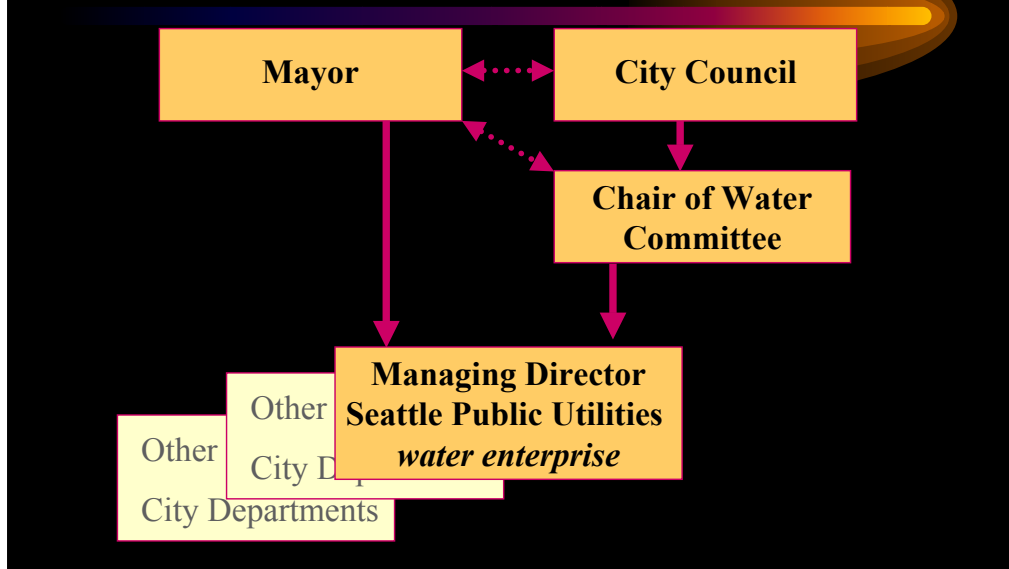 Mayor
City Council
Chair of Water
Committee
Managing Director
Seattle Public Utilities
water enterprise
Other
City D
Other
City Departments